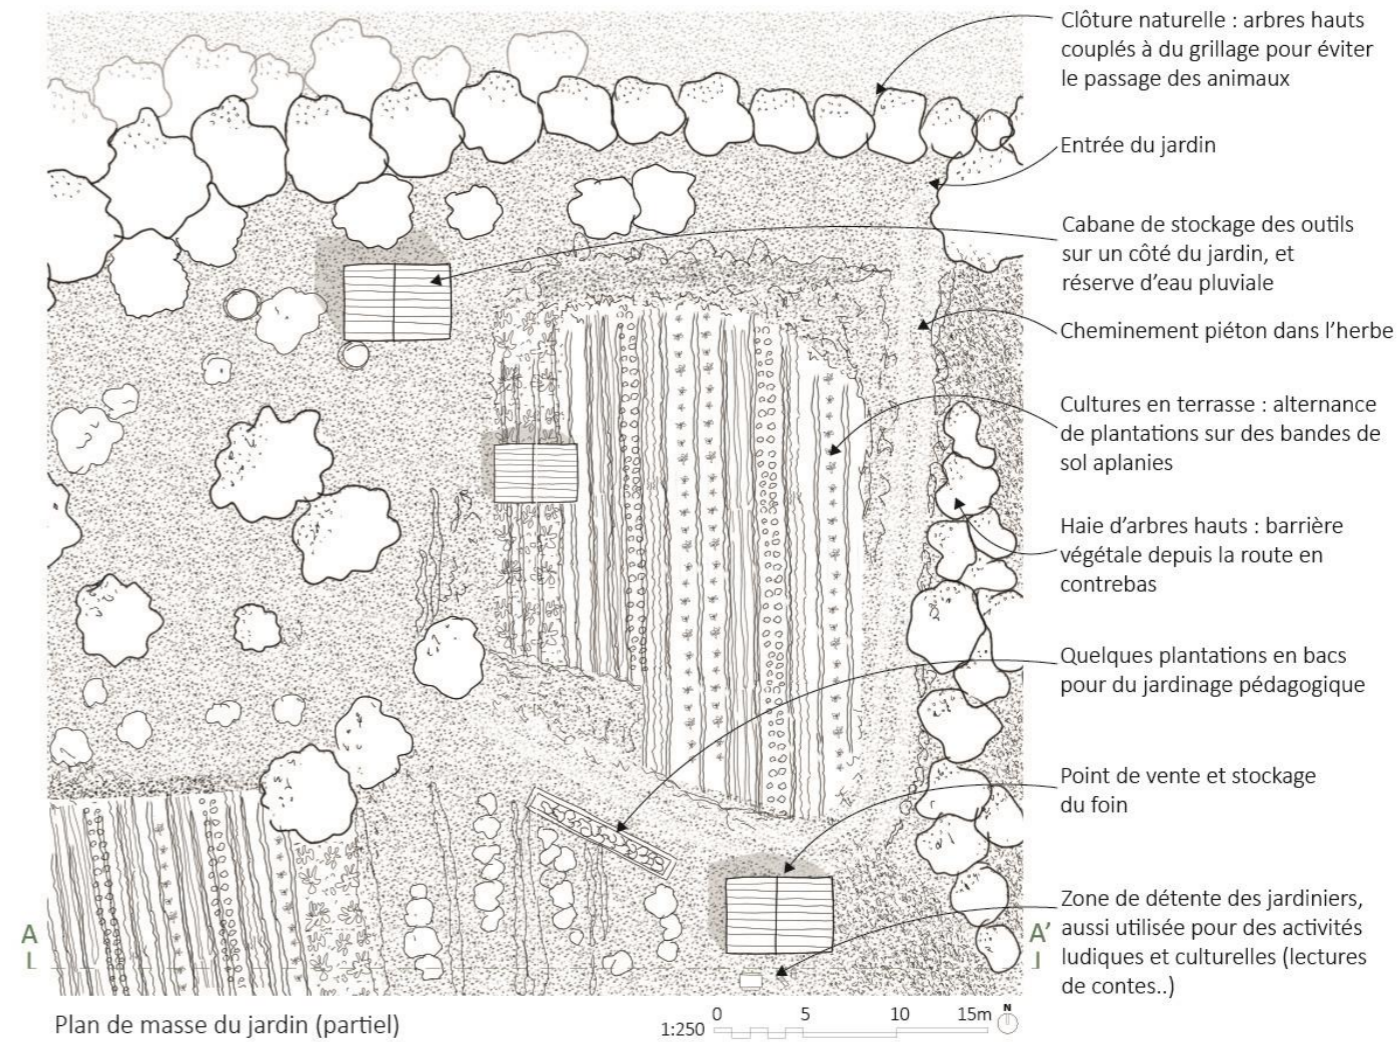 Clôture naturelle : arbres hauts
couplés à du grillage pour éviter
le passage des animaux
Entrée du jardin
Cabane de stockage des outils
sur un côté du jardin, et
réserve d'eau pluviale
Cheminement piéton dans l'herbe
Cultures en terrasse : alternance
de plantations sur des bandes de
sol aplanies
Haie d'arbres hauts : barrière
végétale depuis la route en
contrebas
Quelques plantations en bacs
pour du jardinage pédagogique
Point de vente et stockage
du foin
Zone de détente des jardiniers,
aussi utilisée pour des activités
ludiques et culturelles (lectures
de contes..)
A
A'
Plan de masse du jardin (partiel)
1:250
0 5 10 15m
N